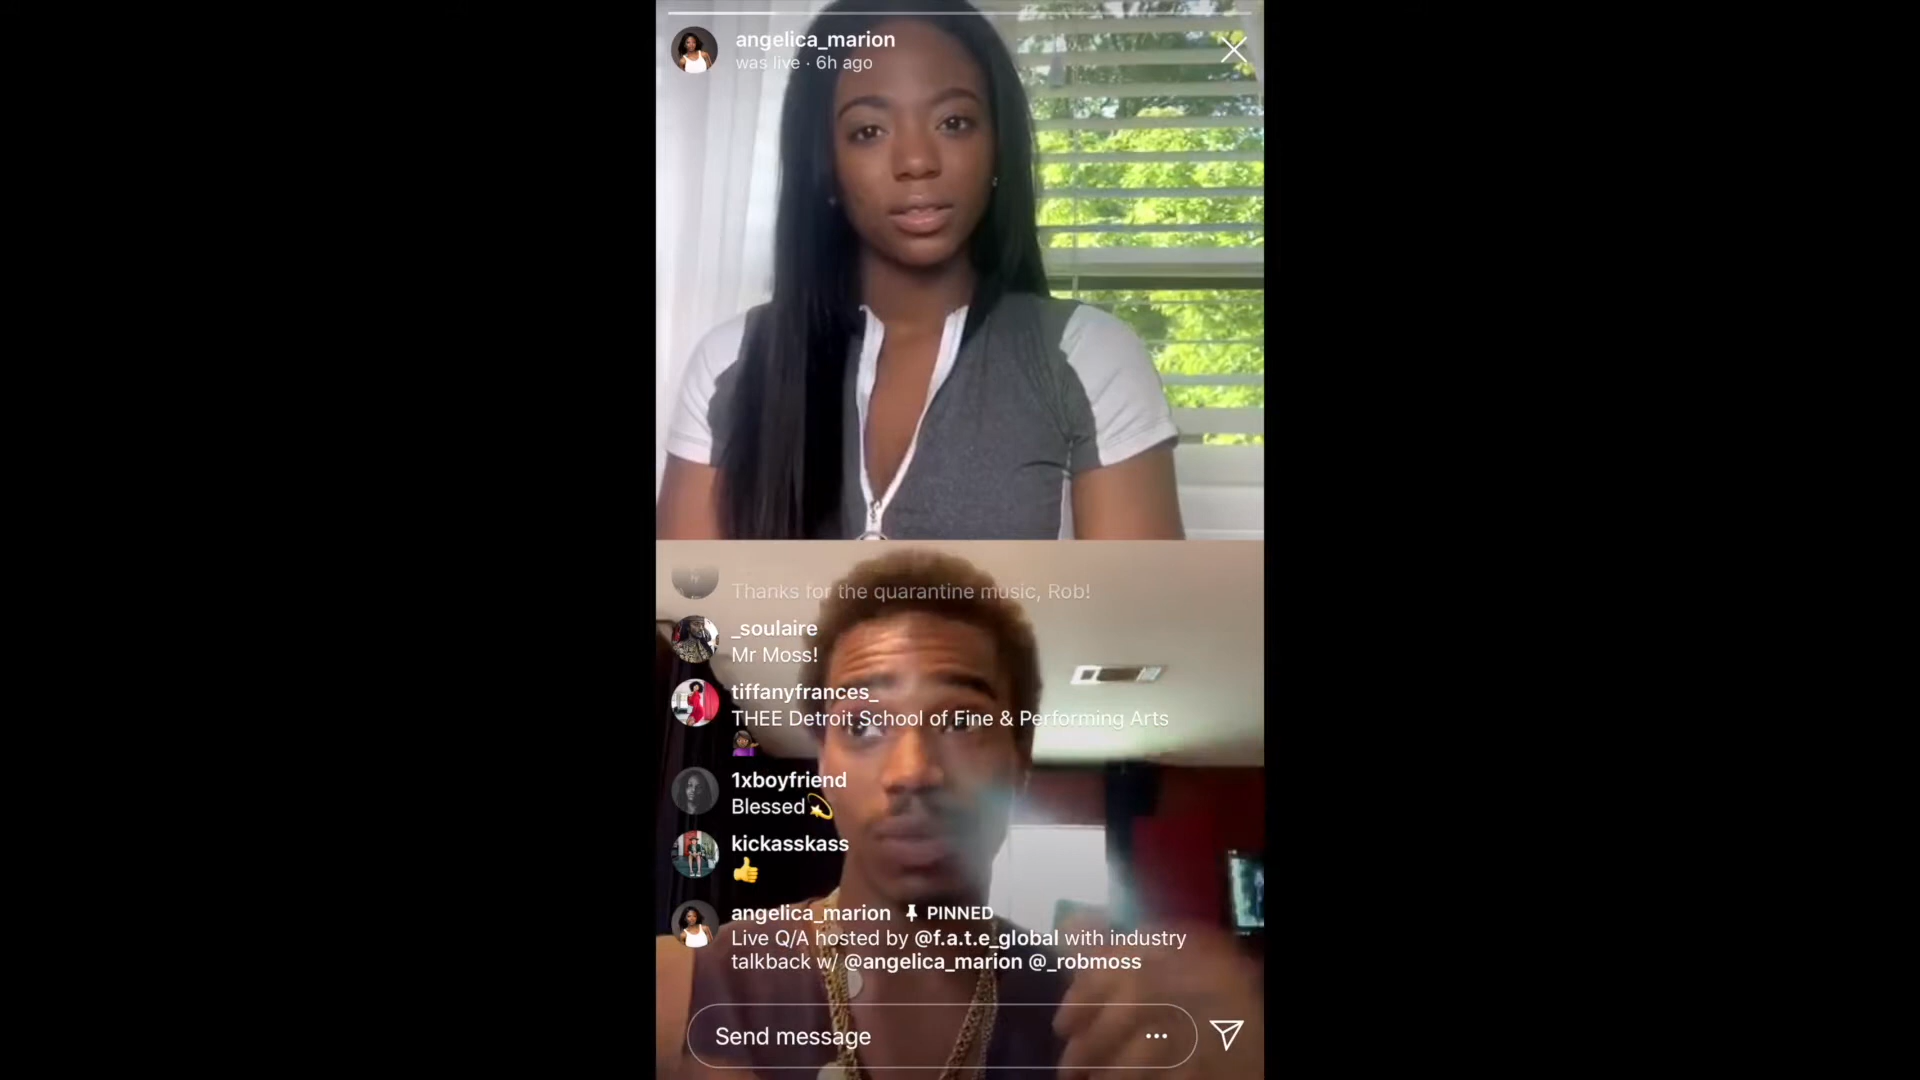 angelica_marion
was live · 6h ago
Thanks for the quarantine music, Rob!
_soulaire
Mr Moss!
tiffanyfrances_
THEE Detroit School of Fine & Performing Arts
1xboyfriend
Blessed💫
kickasskass
👍
angelica_marion PINNED
Live Q/A hosted by @f.a.t.e_global with industry
talkback w/ @angelica_marion @_robmoss
Send message